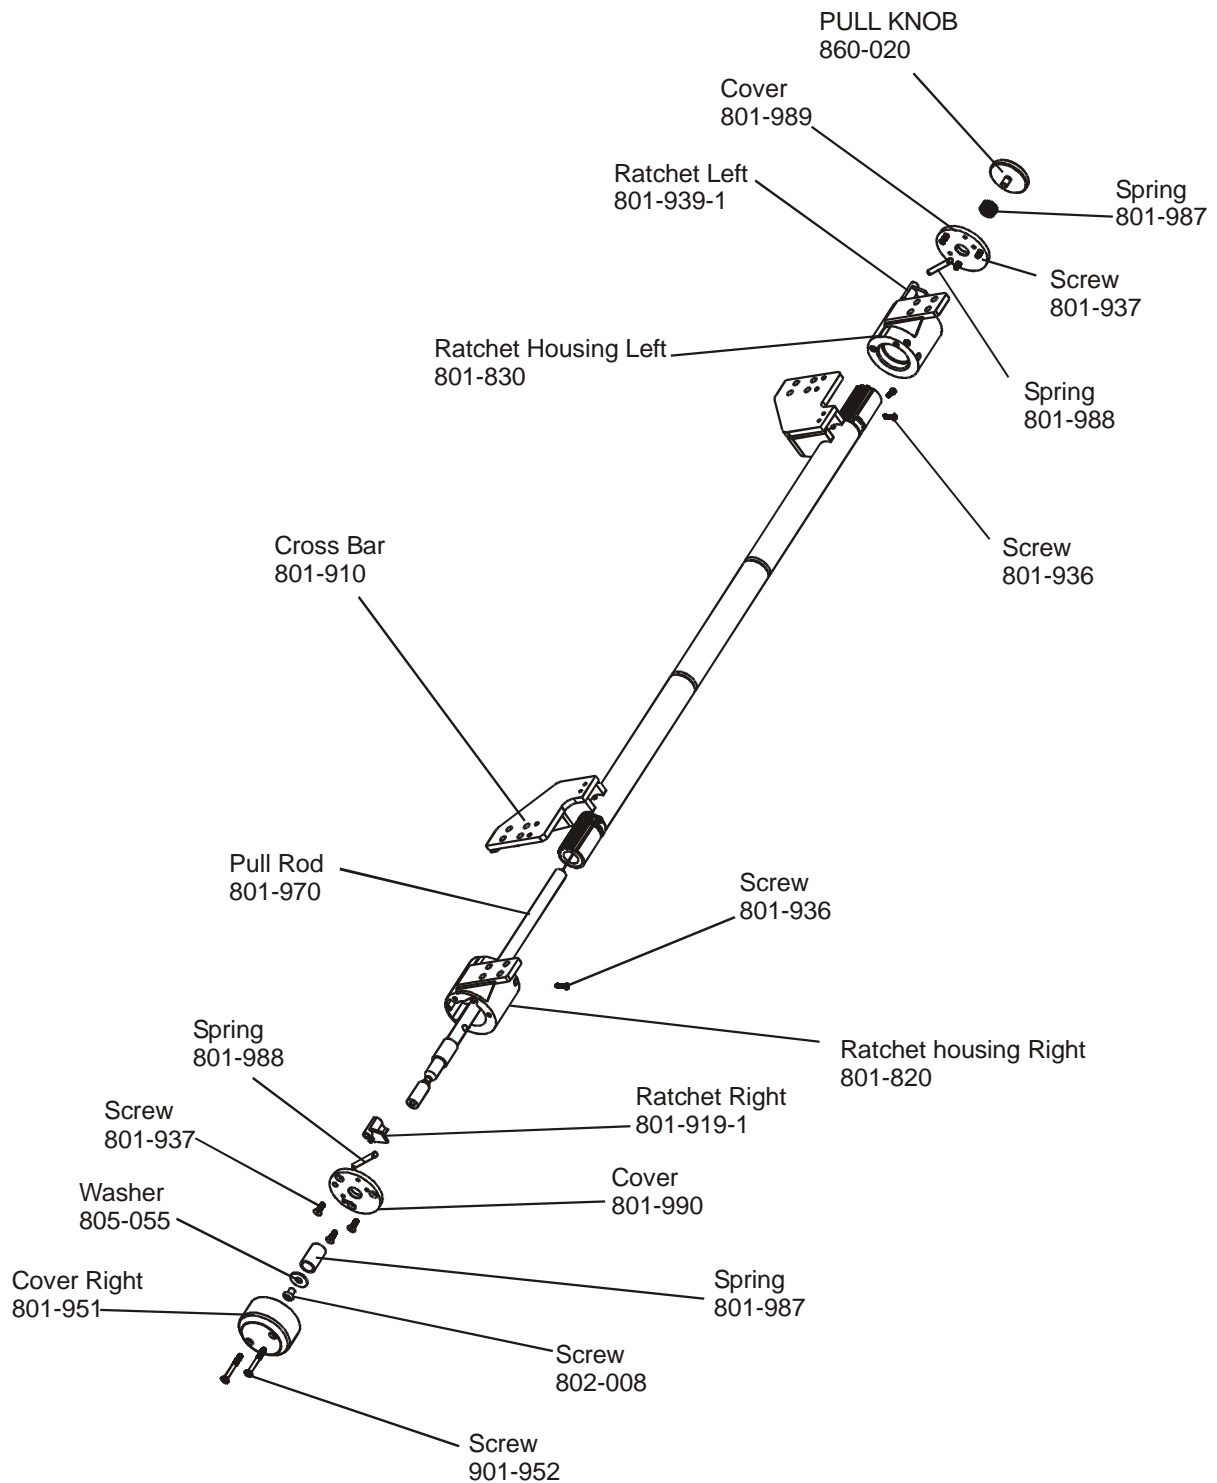 PULL KNOB
860-020
Cover
801-989
Ratchet Left
801-939-1
Spring
801-987
Screw
801-937
Ratchet Housing Left
801-830
Spring
801-988
Cross Bar
801-910
Screw
801-936
Pull Rod
801-970
Screw
801-936
Spring
801-988
Ratchet housing Right
801-820
Screw
801-937
Ratchet Right
801-919-1
Washer
805-055
Cover
801-990
Cover Right
801-951
Spring
801-987
Screw
802-008
Screw
901-952